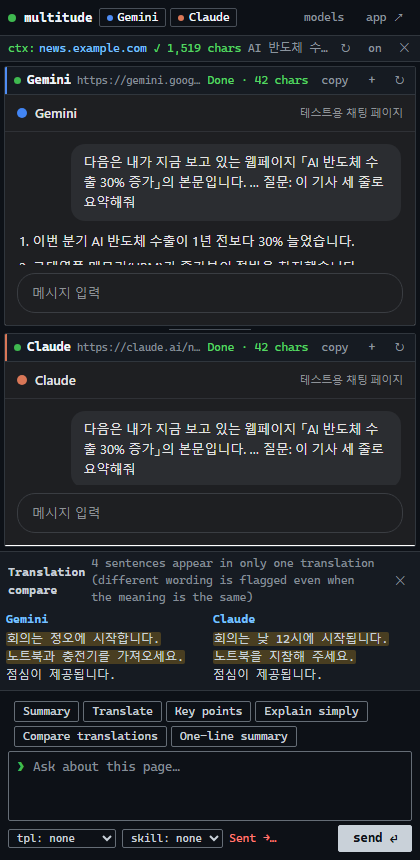 multitude Gemini Claude models app ↗
ctx: news.example.com ✓ 1,519 chars AI 반도체 수… ↻ on ×
Gemini https://gemini.goog… Done · 42 chars copy + ↻
Gemini 테스트용 채팅 페이지
다음은 내가 지금 보고 있는 웹페이지 「AI 반도체 수
출 30% 증가」의 본문입니다. … 질문: 이 기사 세 줄로
요약해줘
1. 이번 분기 AI 반도체 수출이 1년 전보다 30% 늘었습니다.
메시지 입력
Claude https://claude.ai/n… Done · 42 chars copy + ↻
Claude 테스트용 채팅 페이지
다음은 내가 지금 보고 있는 웹페이지 「AI 반도체 수
출 30% 증가」의 본문입니다. … 질문: 이 기사 세 줄로
요약해줘
메시지 입력
Translation compare
4 sentences appear in only one translation
(different wording is flagged even when
the meaning is the same) ×
Gemini
회의는 정오에 시작합니다.
노트북과 충전기를 가져오세요.
점심이 제공됩니다.
Claude
회의는 낮 12시에 시작됩니다.
노트북을 지참해 주세요.
점심이 제공됩니다.
Summary Translate Key points Explain simply
Compare translations One-line summary
❯ Ask about this page…
tpl: none skill: none Sent →… send ⏎